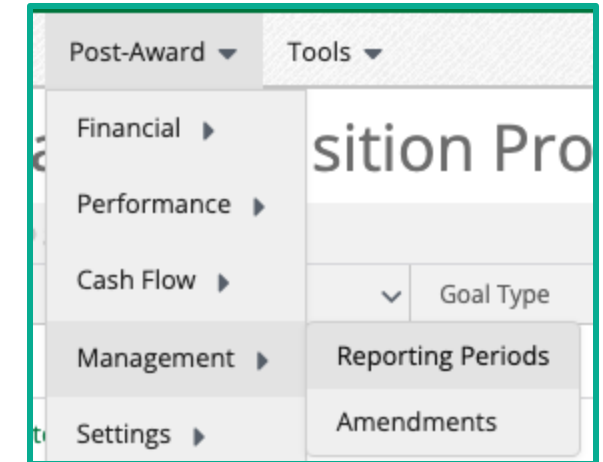 Post-Award Tools
Financial
sition Pro
Performance
Cash Flow
Goal Type
Management
Reporting Periods
Amendments
Settings